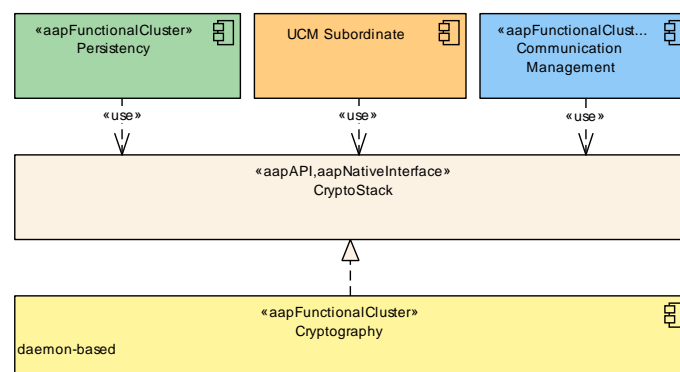 «aapFunctionalCluster»
Persistency
UCM Subordinate
«aapFunctionalClust...
Communication
Management
«use»
«use»
«use»
«aapAPI,aapNativeInterface»
CryptoStack
«aapFunctionalCluster»
Cryptography
daemon-based